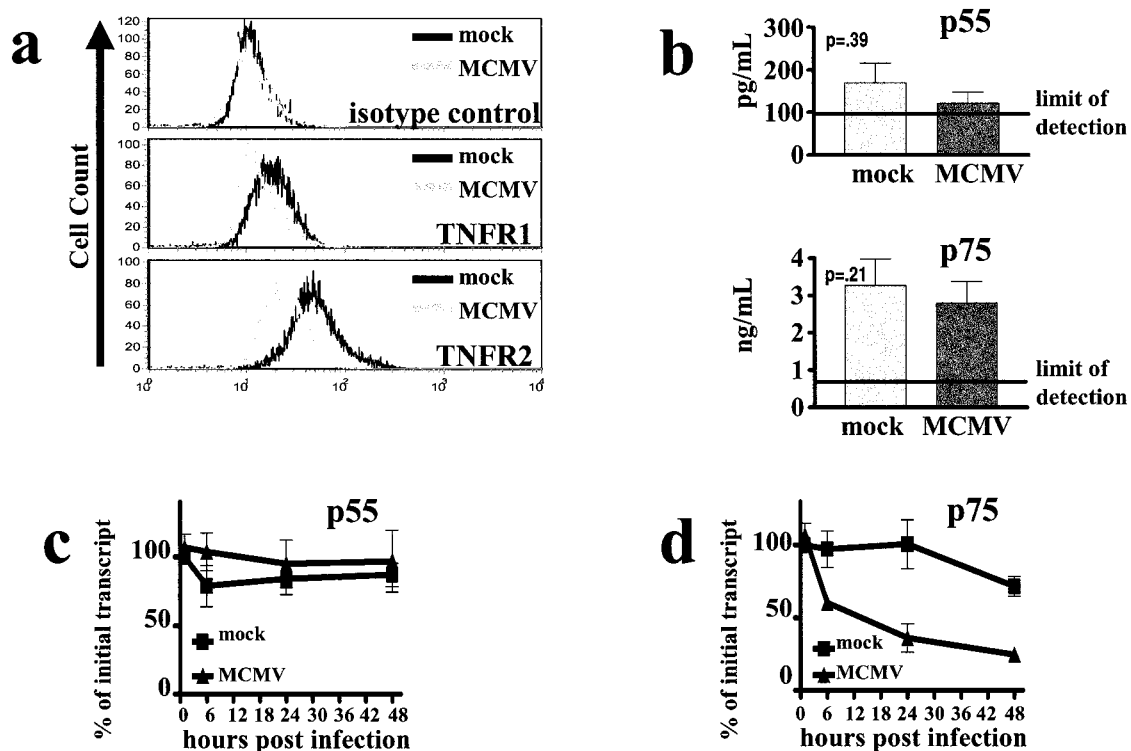 a
Cell Count
120
100
80
60
40
20
0
mock
MCMV
isotype control
100
80
60
40
20
0
mock
MCMV
TNFR1
100
80
60
40
20
0
mock
MCMV
TNFR2
10¹
10²
10³
b
p55
p=.39
pg/mL
300
200
100
0
limit of
detection
mock MCMV
p75
p=.21
ng/mL
4
3
2
1
0
limit of
detection
mock MCMV
c
p55
% of initial transcript
100
50
0
mock
MCMV
0 6 12 18 24 30 36 42 48
hours post infection
d
p75
% of initial transcript
100
50
0
mock
MCMV
0 6 12 18 24 30 36 42 48
hours post infection